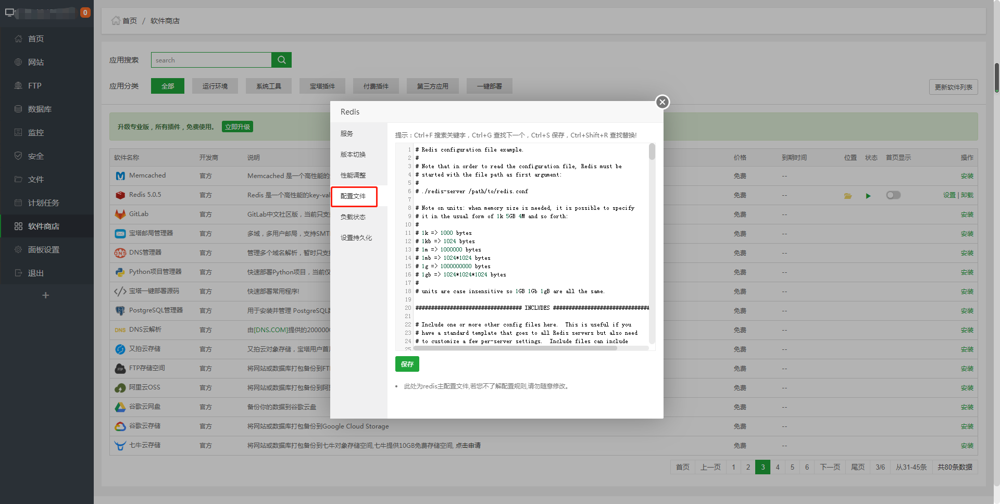 0
首页
网站
FTP
数据库
监控
安全
文件
计划任务
软件商店
面板设置
退出
+
首页 / 软件商店
应用搜索 search
应用分类 全部 运行环境 系统工具 宝塔插件 付费插件 第三方应用 一键部署 更新软件列表
升级专业版，所有插件，免费使用。 立即升级
软件名称 开发商 说明 价格 到期时间 位置 状态 首页显示 操作
Memcached 官方 Memcached 是一个高性能的 免费 -- 安装
Redis 5.0.5 官方 Redis 是一个高性能的key-val 免费 -- 设置 | 卸载
GitLab 官方 GitLab中文社区版，当前只支 免费 -- 安装
宝塔邮局管理器 官方 多域，多用户邮局，支持SMT 免费 -- 安装
DNS管理器 官方 管理多个域名解析，暂时只支 免费 -- 安装
Python项目管理器 官方 快速部署Python项目，当前仅 免费 -- 安装
宝塔一键部署源码 官方 快速部署常用程序! 免费 -- 安装
PostgreSQL管理器 官方 用于安装并管理 PostgreSQL 免费 -- 安装
DNS DNS云解析 官方 由[DNS.COM]提供的200000 免费 -- 安装
又拍云存储 官方 又拍云对象存储，宝塔用户首 免费 -- 安装
FTP FTP存储空间 官方 将网站或数据库打包备份到FT 免费 -- 安装
阿里云OSS 官方 将网站或数据库打包备份到阿 免费 -- 安装
谷歌云网盘 官方 备份你的数据到谷歌云盘 免费 -- 安装
谷歌云存储 官方 将网站或数据库打包备份到Google Cloud Storage 免费 -- 安装
七牛云存储 官方 将网站或数据库打包备份到七牛对象存储空间,七牛提供10GB免费存储空间, 点击申请 免费 -- 安装
首页 上一页 1 2 3 4 5 6 下一页 尾页 3/6 从31-45条 共80条数据
Redis
服务
版本切换
性能调整
配置文件
负载状态
设置持久化
提示：Ctrl+F 搜索关键字，Ctrl+G 查找下一个，Ctrl+S 保存，Ctrl+Shift+R 查找替换!
1 # Redis configuration file example.
2 #
3 # Note that in order to read the configuration file, Redis must be
4 # started with the file path as first argument:
5 #
6 # ./redis-server /path/to/redis.conf
7
8 # Note on units: when memory size is needed, it is possible to specify
9 # it in the usual form of 1k 5GB 4M and so forth:
10 #
11 # 1k => 1000 bytes
12 # 1kb => 1024 bytes
13 # 1m => 1000000 bytes
14 # 1mb => 1024*1024 bytes
15 # 1g => 1000000000 bytes
16 # 1gb => 1024*1024*1024 bytes
17 #
18 # units are case insensitive so 1GB 1Gb 1gB are all the same.
19
20 ################################## INCLUDES ###############################
21
22 # Include one or more other config files here.  This is useful if you
23 # have a standard template that goes to all Redis servers but also need
24 # to customize a few per-server settings.  Include files can include
25
保存
• 此处为redis主配置文件,若您不了解配置规则,请勿随意修改。